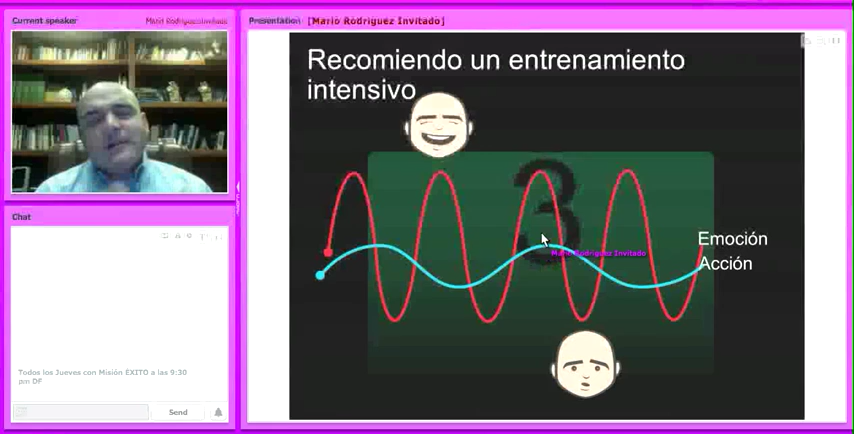 Current speaker
Mario Rodriguez Invitado
Presentation [Mario Rodriguez Invitado]
Recomiendo un entrenamiento
intensivo
3
Mario Rodriguez Invitado
Emoción
Acción
Chat
Todos los Jueves con Misión ÉXITO a las 9:30
pm DF
Send